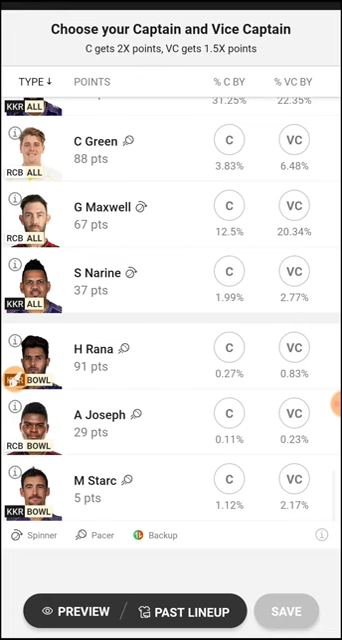 Choose your Captain and Vice Captain
C gets 2X points, VC gets 1.5X points
TYPE↓ POINTS % C BY % VC BY
KKR ALL 31.25% 22.35%
C Green C VC
88 pts
RCB ALL 3.83% 6.48%
G Maxwell C VC
67 pts
RCB ALL 12.5% 20.34%
S Narine C VC
37 pts
KKR ALL 1.99% 2.77%
H Rana C VC
91 pts
BOWL 0.27% 0.83%
A Joseph C VC
29 pts
RCB BOWL 0.11% 0.23%
M Starc C VC
5 pts
KKR BOWL 1.12% 2.17%
Spinner Pacer Backup
PREVIEW / PAST LINEUP SAVE